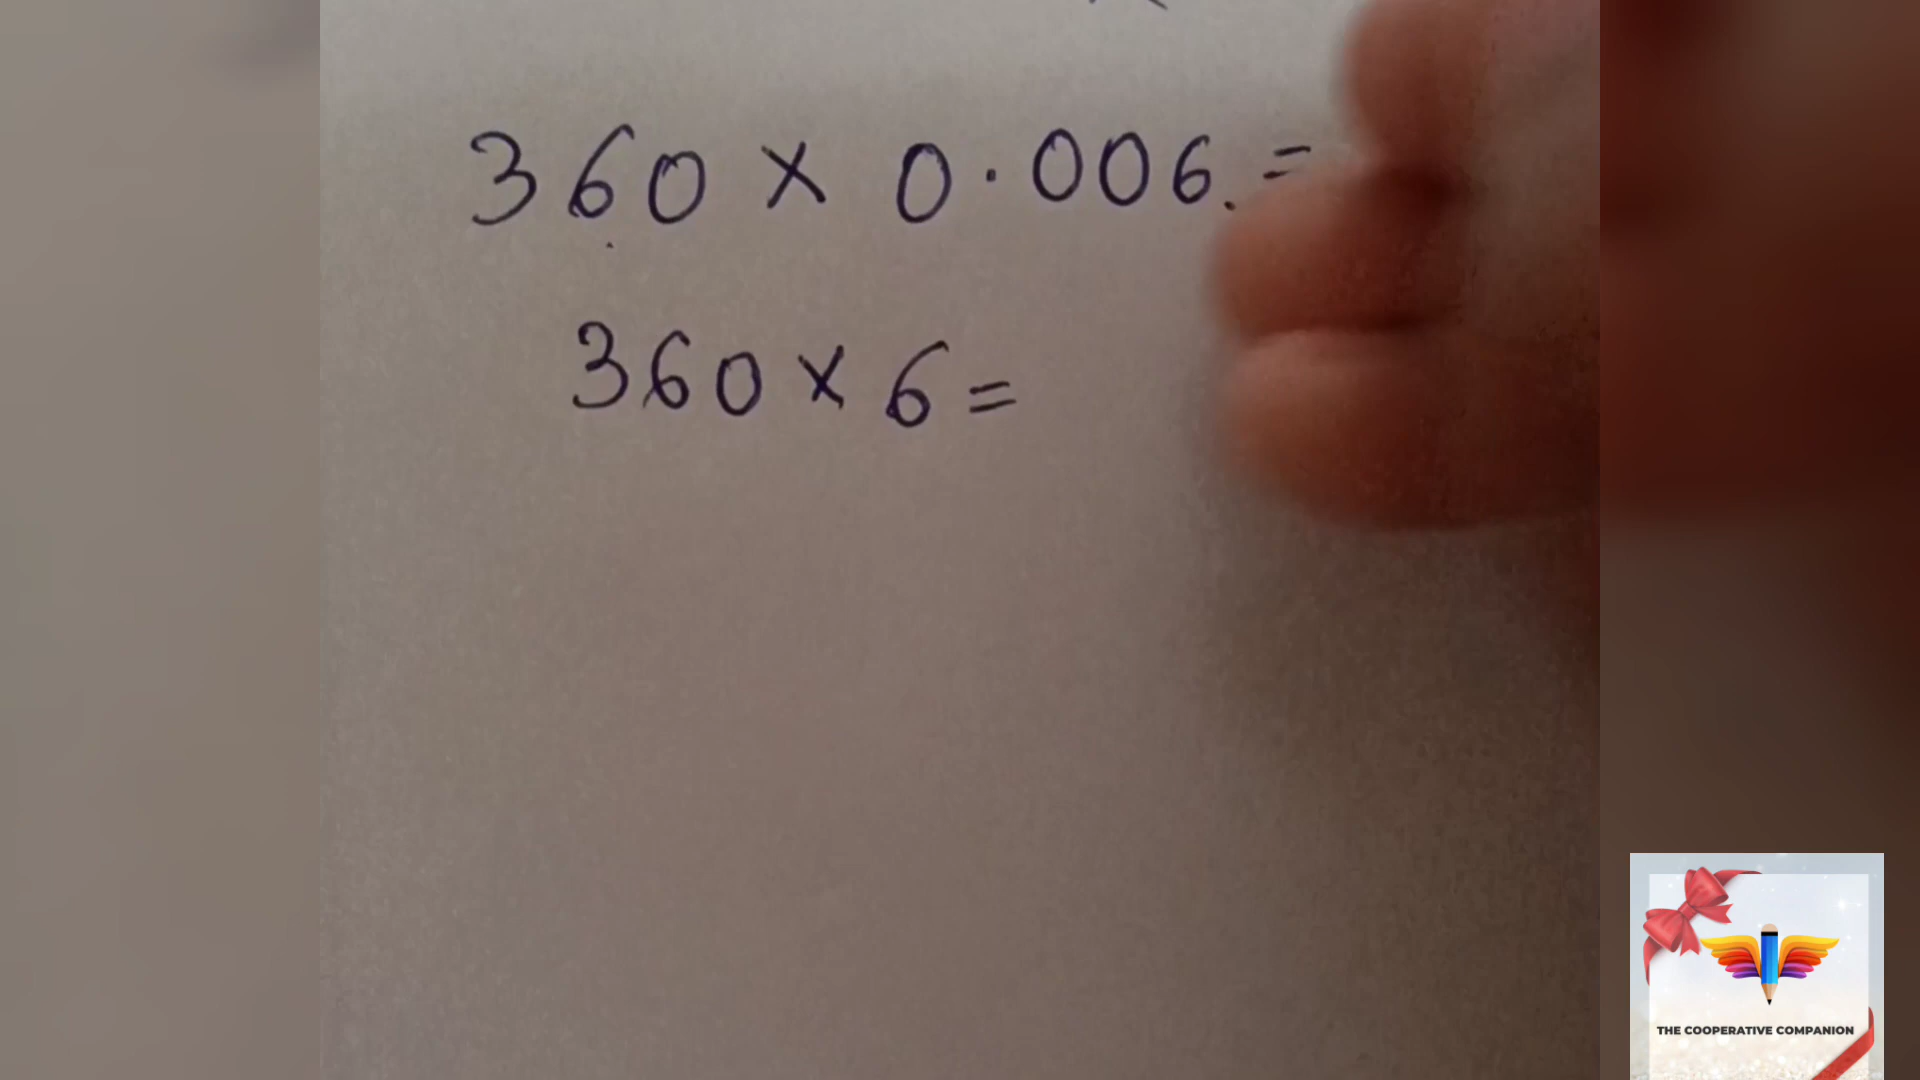 360 × 0.006. =
360 × 6 =
THE COOPERATIVE COMPANION